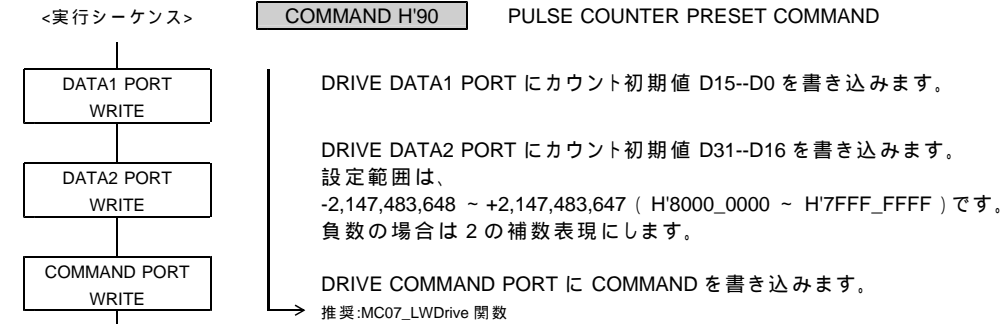 <実行シーケンス>
COMMAND H'90 PULSE COUNTER PRESET COMMAND
DATA1 PORT
WRITE
DRIVE DATA1 PORT にカウント初期値 D15--D0 を書き込みます。
DATA2 PORT
WRITE
DRIVE DATA2 PORT にカウント初期値 D31--D16 を書き込みます。
設定範囲は、
-2,147,483,648 ~ +2,147,483,647 ( H'8000_0000 ~ H'7FFF_FFFF ) です。
負数の場合は 2 の補数表現にします。
COMMAND PORT
WRITE
DRIVE COMMAND PORT に COMMAND を書き込みます。
推奨:MC07_LWDrive 関数